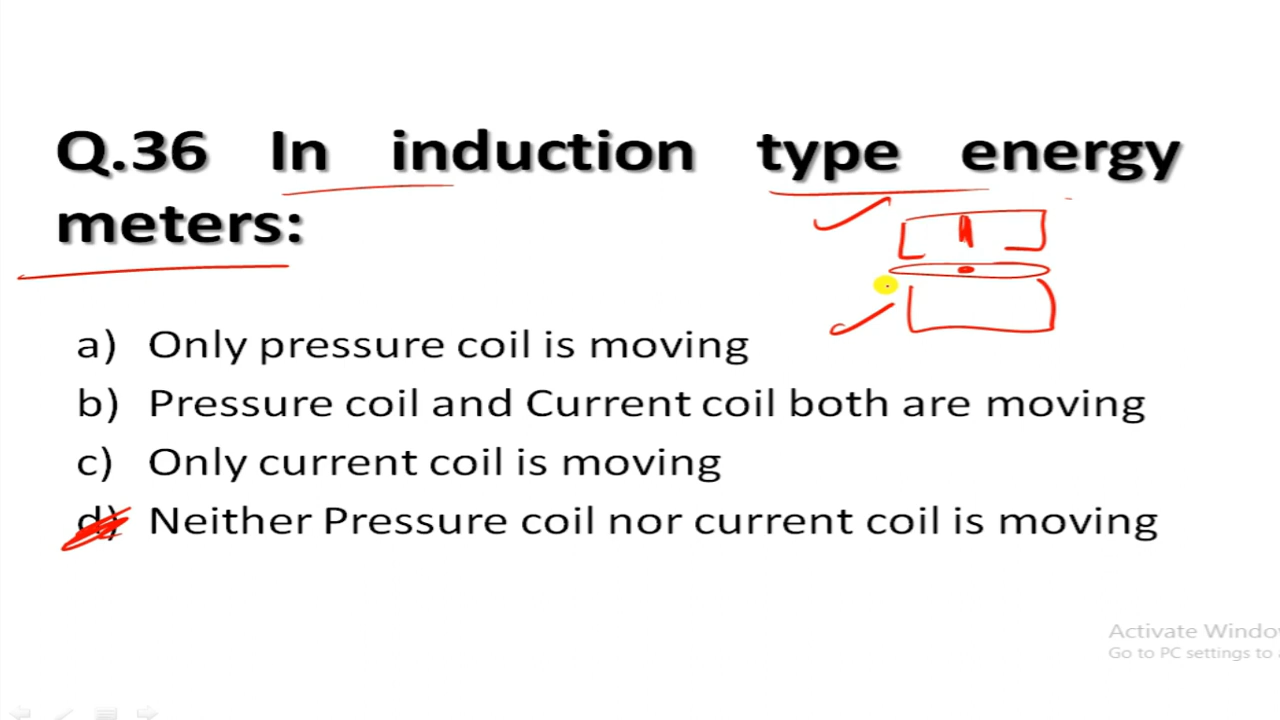 Q.36 In induction type energy
meters:
a) Only pressure coil is moving
b) Pressure coil and Current coil both are moving
c) Only current coil is moving
d) Neither Pressure coil nor current coil is moving
Activate Windo
Go to PC settings to